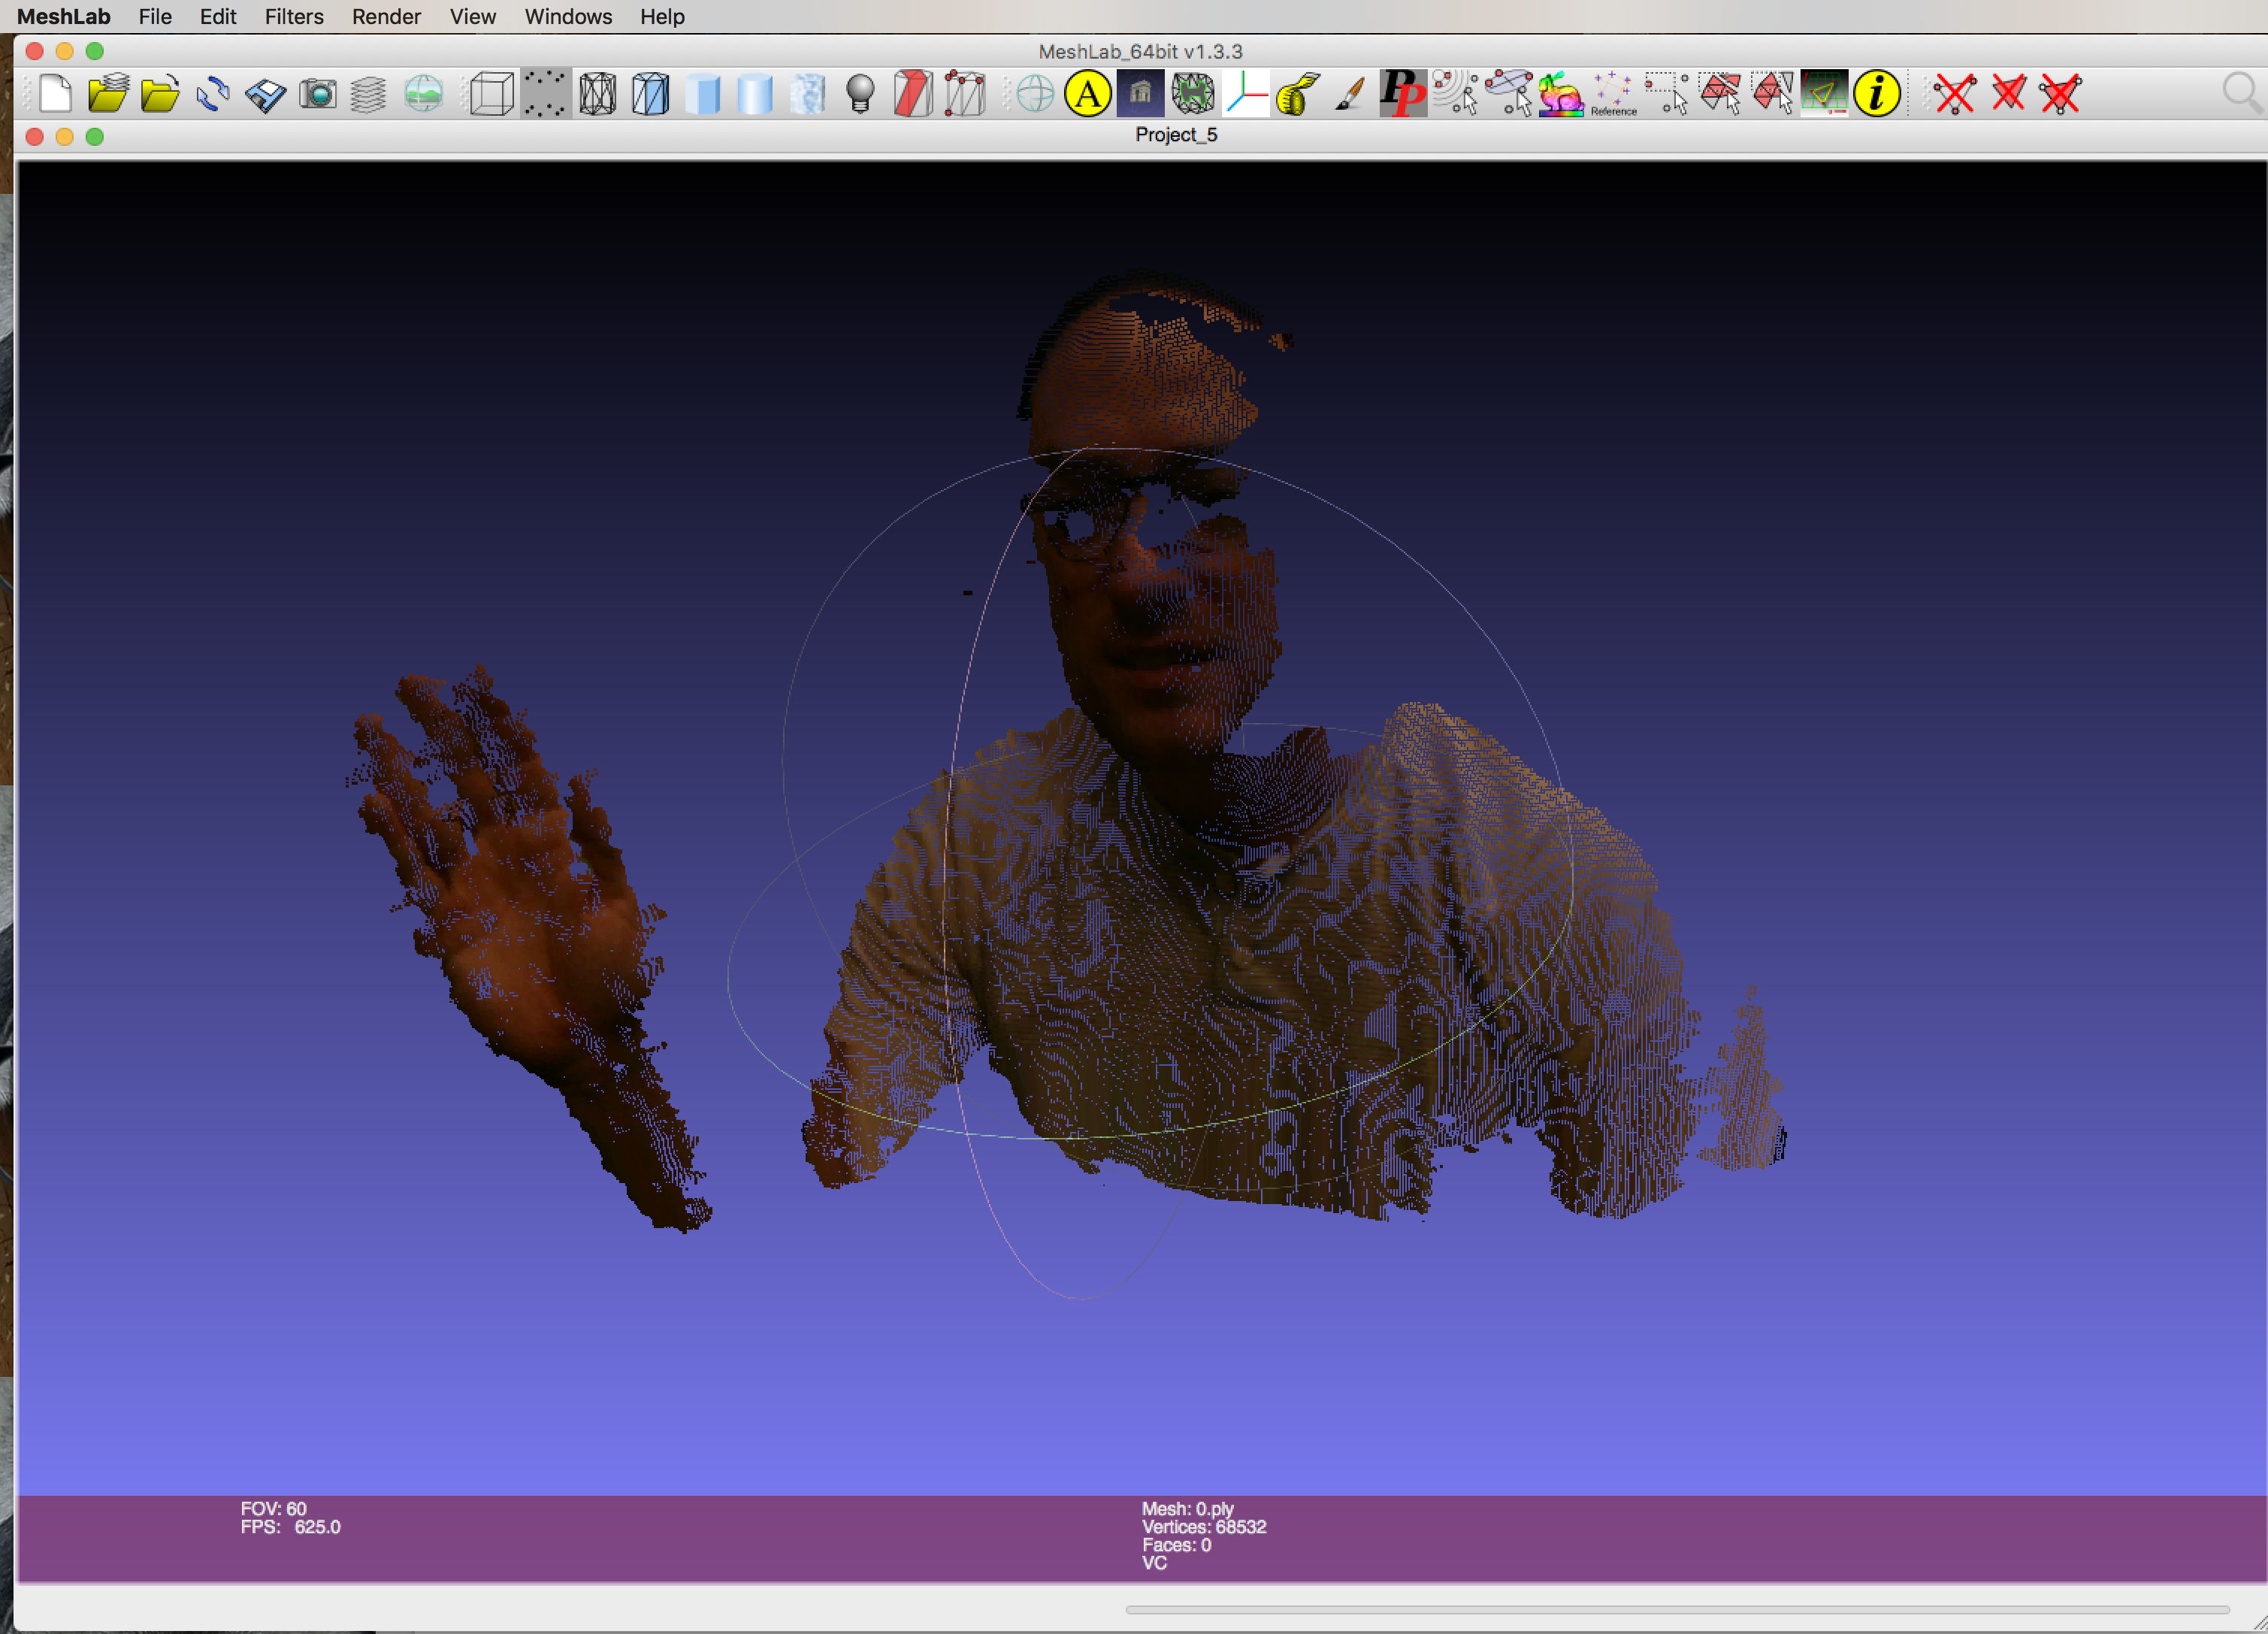 MeshLab File Edit Filters Render View Windows Help
MeshLab_64bit v1.3.3
A
PP
Reference
i
Project_5
FOV: 60
FPS: 625.0
Mesh: 0.ply
Vertices: 68532
Faces: 0
VC